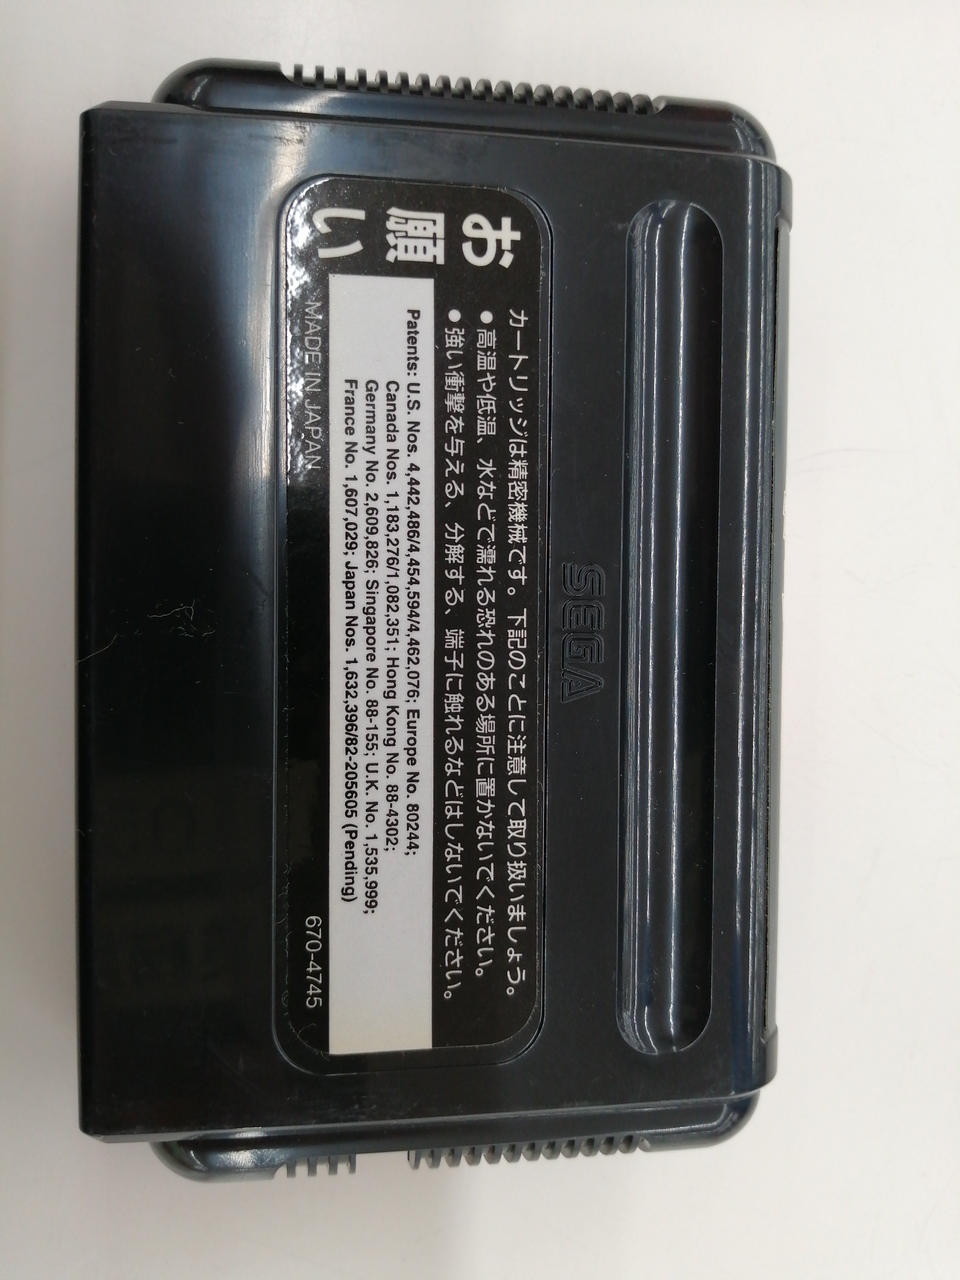 SEGA
お願い
カートリッジは精密機械です。下記のことに注意して取り扱いましょう。
●高温や低温、水などで濡れる恐れのある場所に置かないでください。
●強い衝撃を与える、分解する、端子に触れるなどはしないでください。
Patents: U.S. Nos. 4,442,486/4,454,594/4,462,076; Europe No. 80244;
Canada Nos. 1,183,276/1,082,351; Hong Kong No. 88-4302;
Germany No. 2,609,826; Singapore No. 88-155; U.K. No. 1,535,999;
France No. 1,607,029; Japan Nos. 1,632,396/82-205605 (Pending)
MADE IN JAPAN
670-4745